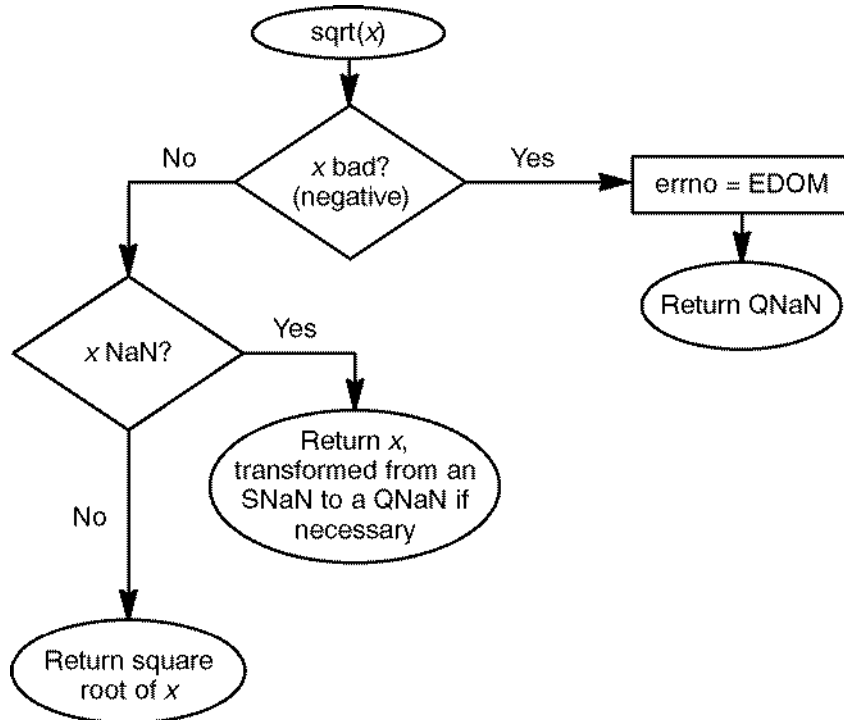 sqrt(x)
No
x bad?
(negative)
Yes
errno = EDOM
Return QNaN
x NaN?
Yes
Return x,
transformed from an
SNaN to a QNaN if
necessary
No
Return square
root of x